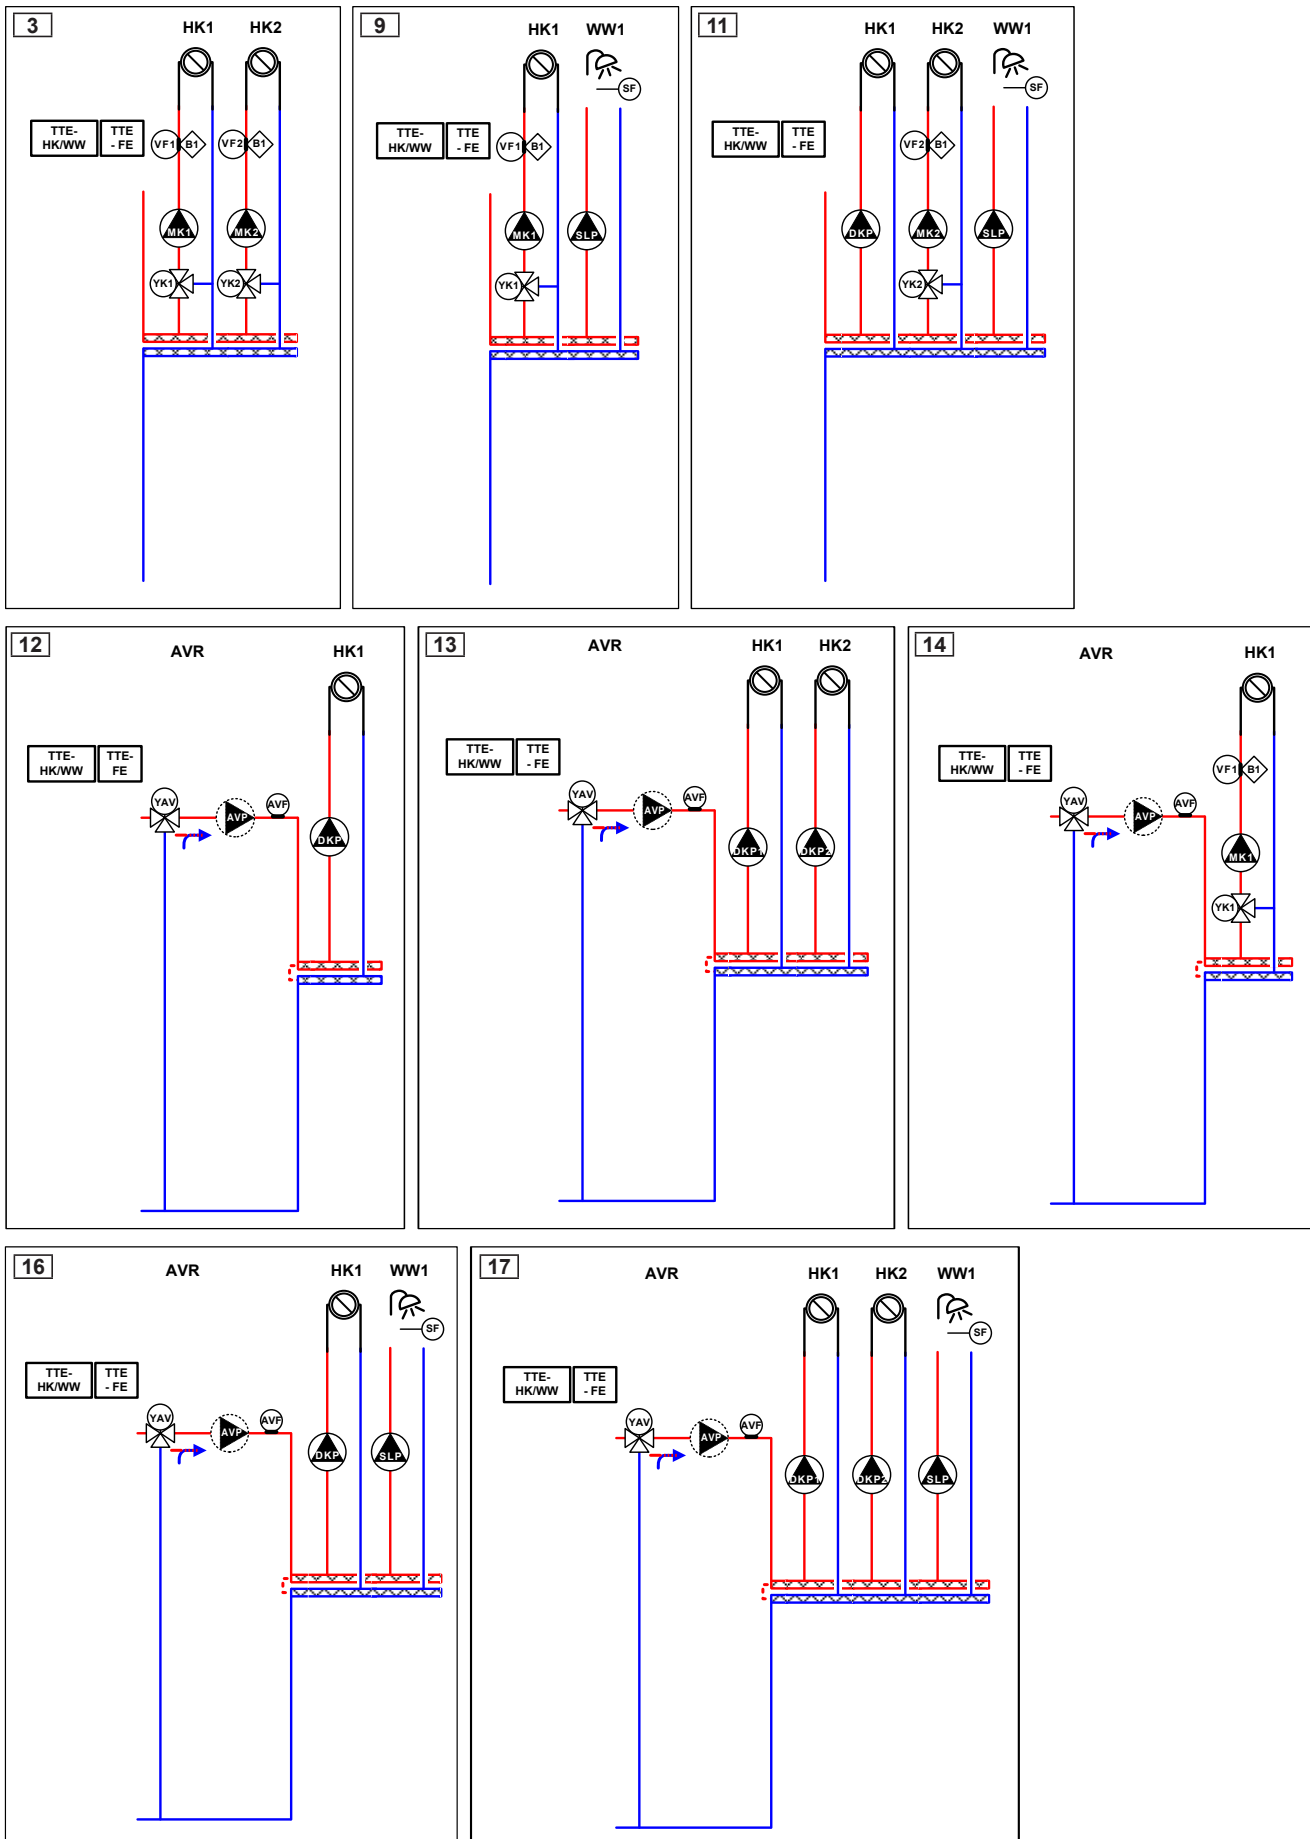 3
HK1 HK2
TTE-
HK/WW
TTE
- FE
VF1 B1 VF2 B1
MK1 MK2
YK1 YK2
9
HK1 WW1
SF
TTE-
HK/WW
TTE
- FE
VF1 B1
MK1 SLP
YK1
11
HK1 HK2 WW1
SF
TTE-
HK/WW
TTE
- FE
VF2 B1
DKP MK2 SLP
YK2
12
AVR HK1
TTE-
HK/WW
TTE-
FE
YAV AVP AVF
DKP
13
AVR HK1 HK2
TTE-
HK/WW
TTE
- FE
YAV AVP AVF
DKP1 DKP2
14
AVR HK1
TTE-
HK/WW
TTE
- FE
VF1 B1
YAV AVP AVF
MK1
YK1
16
AVR HK1 WW1
SF
TTE-
HK/WW
TTE
- FE
YAV AVP AVF
DKP SLP
17
AVR HK1 HK2 WW1
SF
TTE-
HK/WW
TTE
- FE
YAV AVP AVF
DKP1 DKP2 SLP